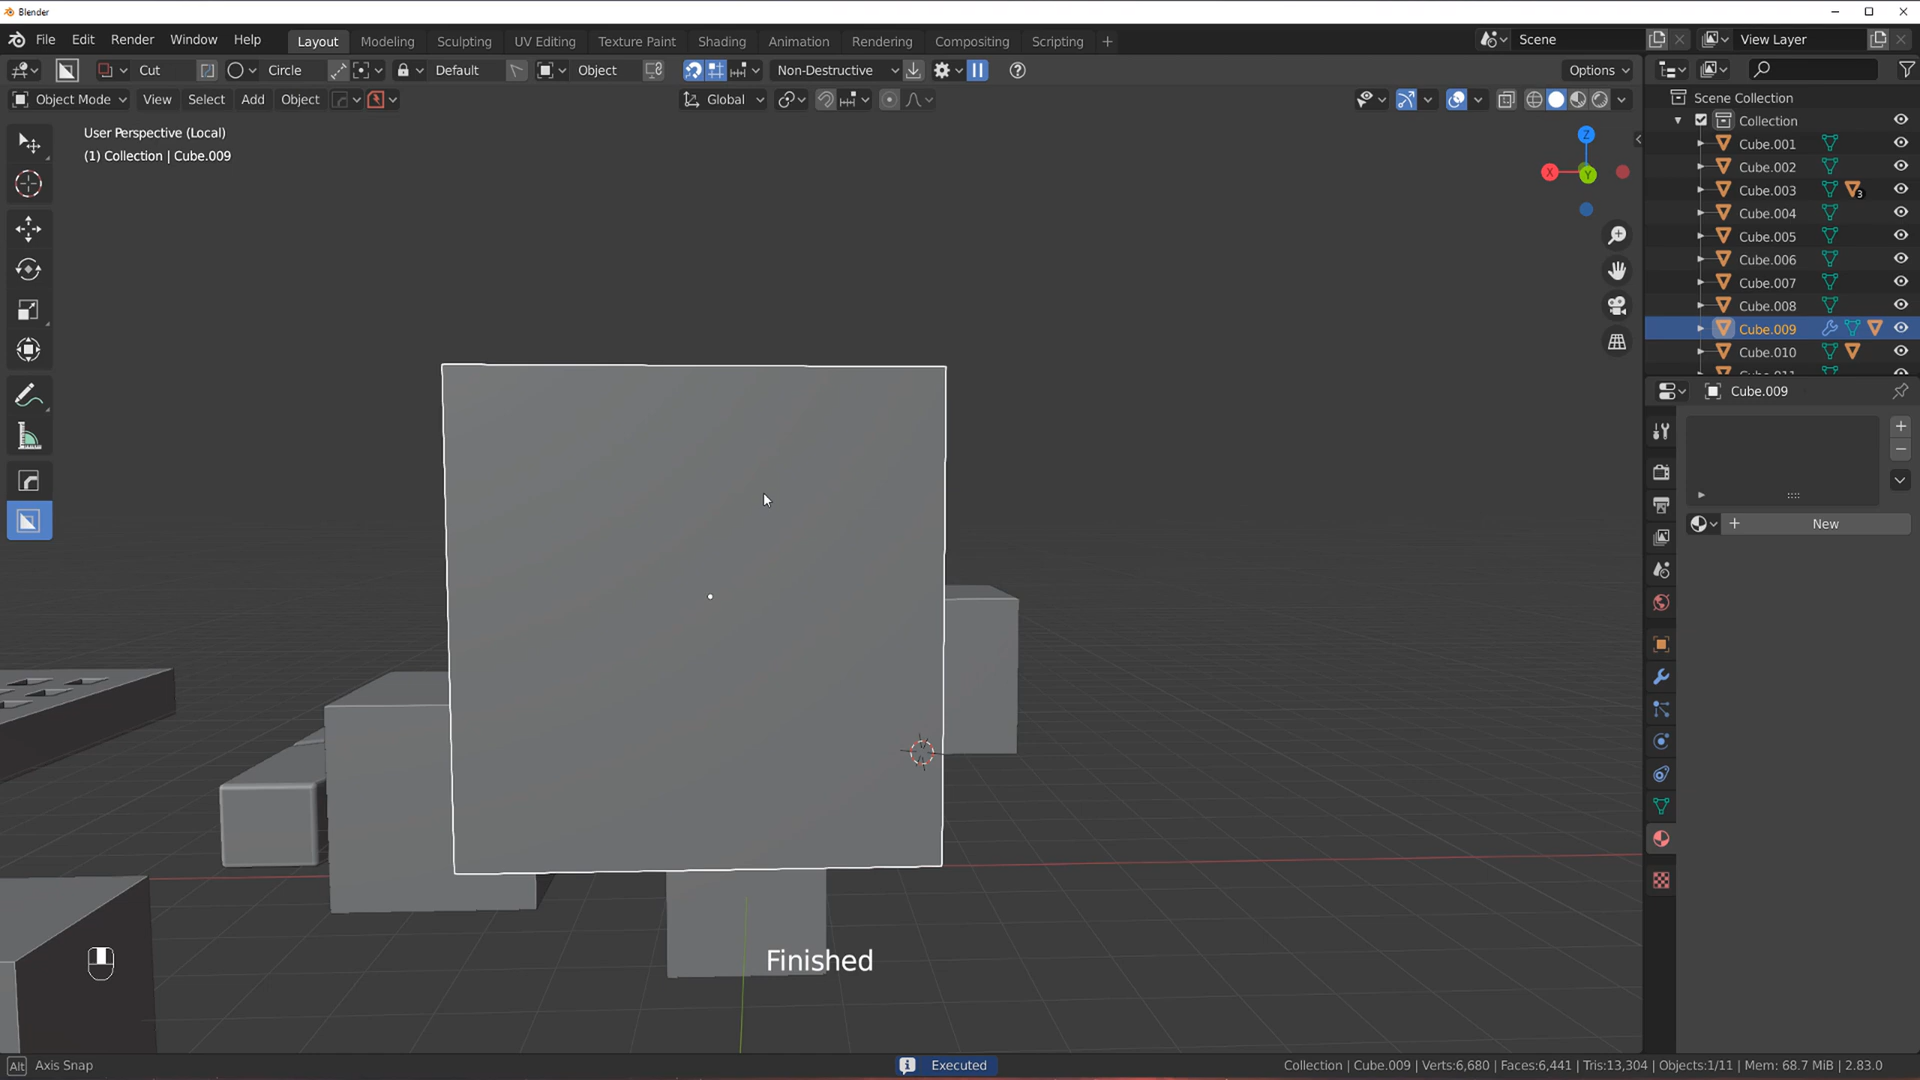 Blender
File Edit Render Window Help
Layout Modeling Sculpting UV Editing Texture Paint Shading Animation Rendering Compositing Scripting +
Scene
View Layer
Cut
Circle
Default
Object
Non-Destructive
Options
Object Mode
View Select Add Object
Global
User Perspective (Local)
(1) Collection | Cube.009
Z
X
Y
Scene Collection
Collection
Cube.001
Cube.002
Cube.003
3
Cube.004
Cube.005
Cube.006
Cube.007
Cube.008
Cube.009
Cube.010
Cube.009
New
Finished
Alt Axis Snap
Executed
Collection | Cube.009 | Verts:6,680 | Faces:6,441 | Tris:13,304 | Objects:1/11 | Mem: 68.7 MiB | 2.83.0